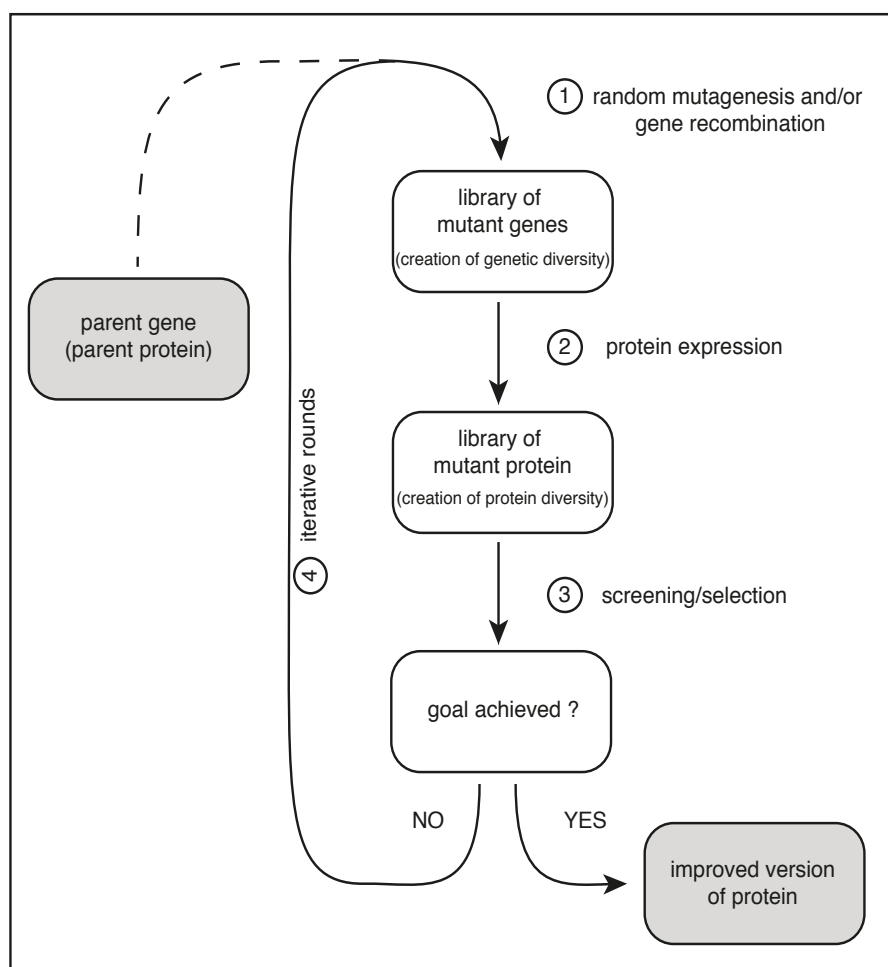 1 random mutagenesis and/or
gene recombination
library of
mutant genes
(creation of genetic diversity)
parent gene
(parent protein)
2 protein expression
library of
mutant protein
(creation of protein diversity)
4 iterative rounds
3 screening/selection
goal achieved ?
NO
YES
improved version
of protein